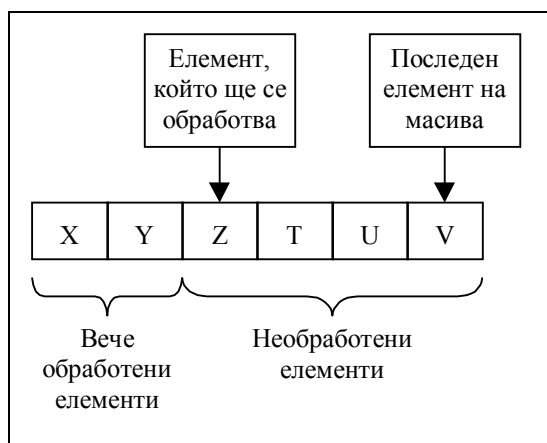 Елемент,
който ще се
обработва
Последен
елемент на
масива
X Y Z T U V
Вече
обработени
елементи
Необработени
елементи